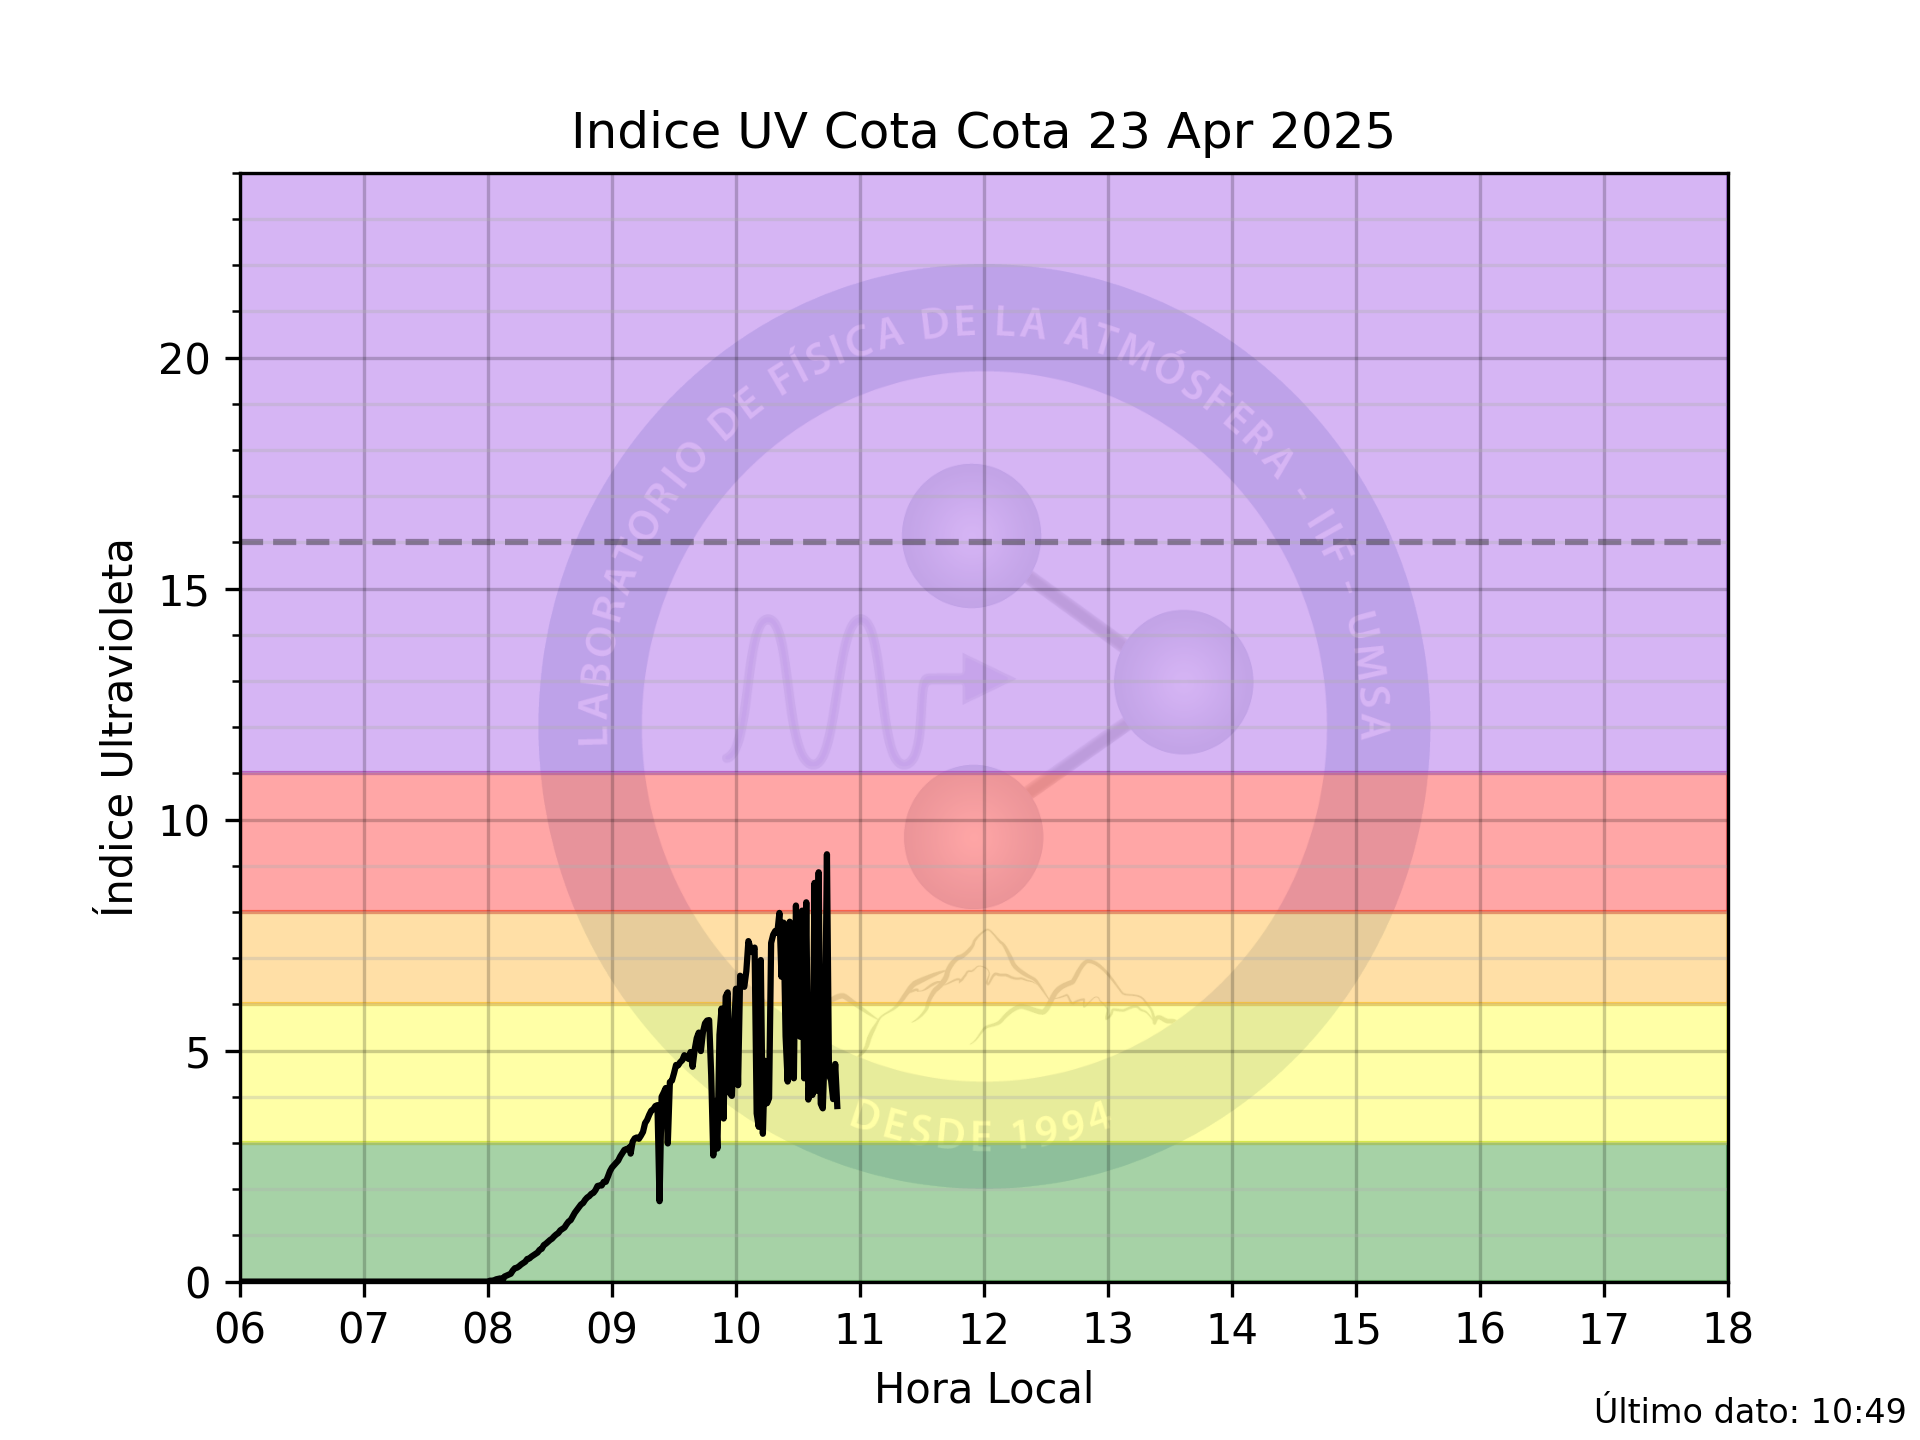 Indice UV Cota Cota 23 Apr 2025
20
15
10
5
0
Índice Ultravioleta
LABORATORIO DE FÍSICA DE LA ATMÓSFERA - IIF - UMSA
DESDE 1994
06 07 08 09 10 11 12 13 14 15 16 17 18
Hora Local
Último dato: 10:49